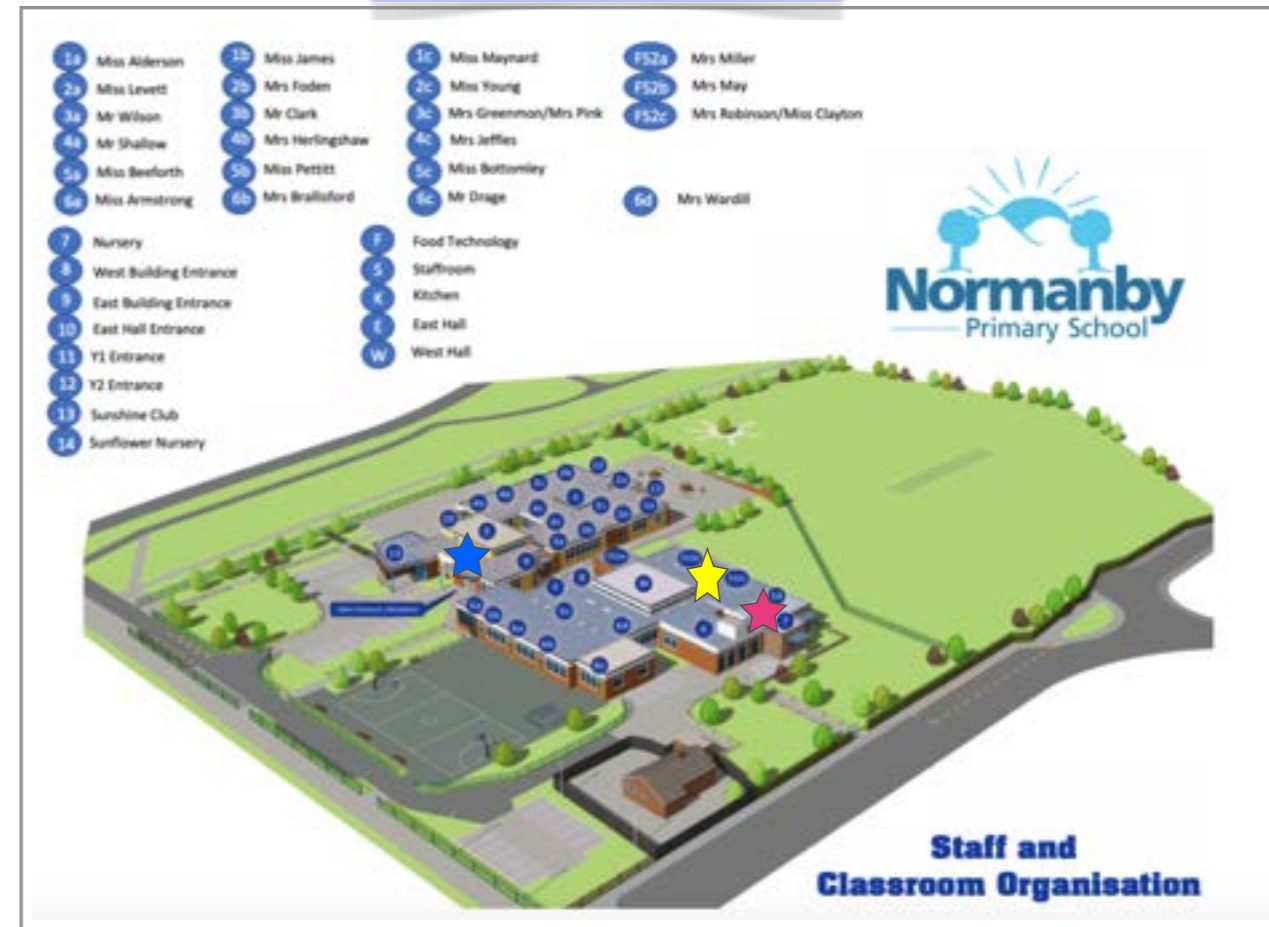 1a Miss Alderson
2a Miss Levett
3a Mr Wilson
4a Mr Shallow
5a Miss Beeforth
6a Miss Armstrong
1b Miss James
2b Mrs Foden
3b Mr Clark
4b Mrs Herlingshaw
5b Miss Pettitt
6b Mrs Brallisford
1c Miss Maynard
2c Miss Young
3c Mrs Greenmon/Mrs Pink
4c Mrs Jeffles
5c Miss Bottomley
6c Mr Drage
FS2a Mrs Miller
FS2b Mrs May
FS2c Mrs Robinson/Miss Clayton
6d Mrs Wardill
7 Nursery
8 West Building Entrance
9 East Building Entrance
10 East Hall Entrance
11 Y1 Entrance
12 Y2 Entrance
13 Sunshine Club
14 Sunflower Nursery
F Food Technology
S Staffroom
K Kitchen
E East Hall
W West Hall
Normanby
Primary School
Staff and
Classroom Organisation